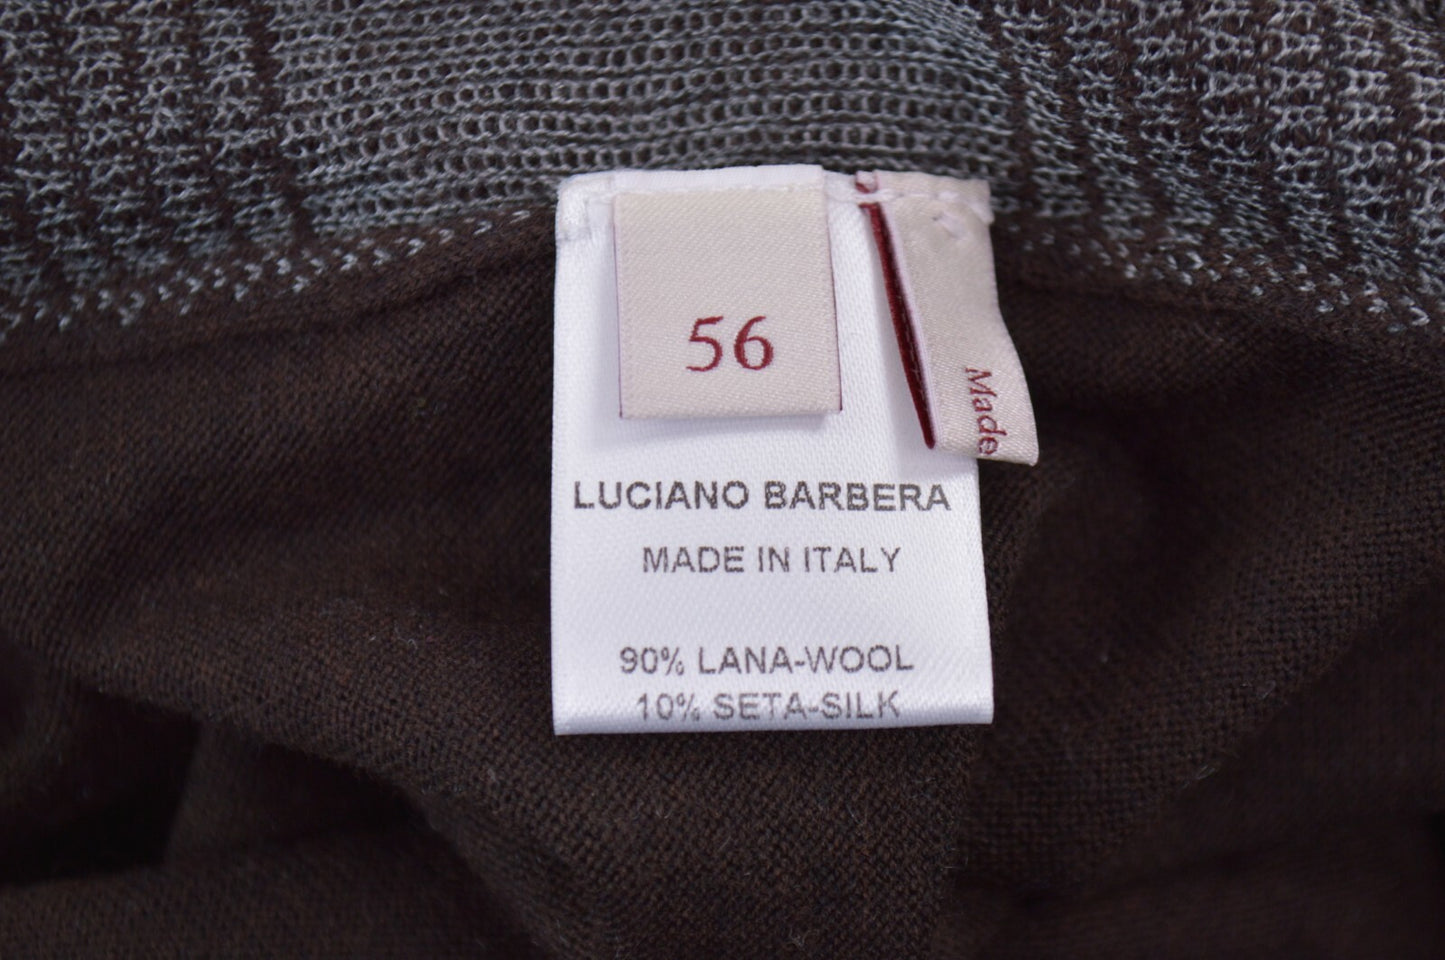 56
Made
LUCIANO BARBERA
MADE IN ITALY
90% LANA-WOOL
10% SETA-SILK